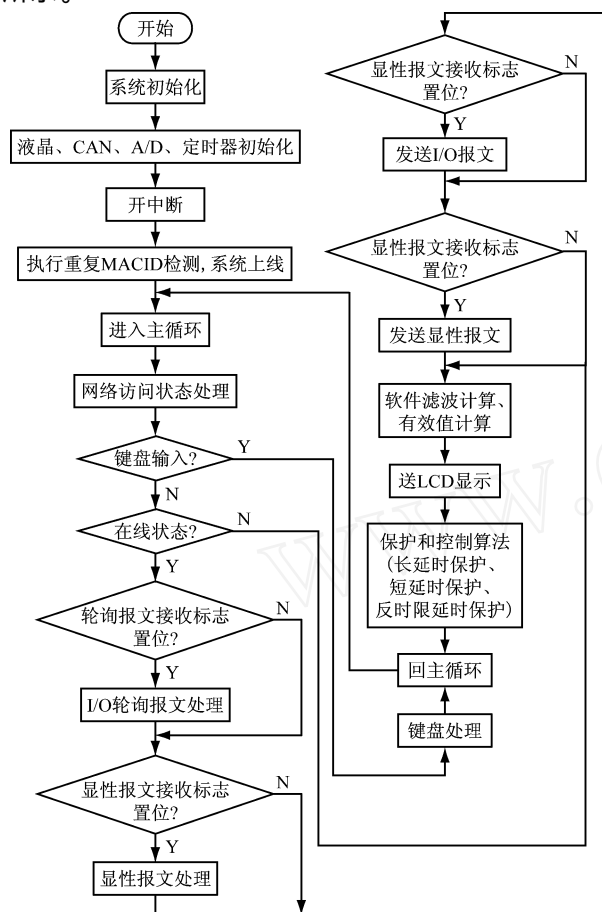 开始
系统初始化
液晶、CAN、A/D、定时器初始化
开中断
执行重复MACID检测,系统上线
进入主循环
网络访问状态处理
键盘输入?
Y
N
在线状态?
N
Y
轮询报文接收标志
置位?
N
Y
I/O轮询报文处理
显性报文接收标志
置位?
N
Y
显性报文处理
显性报文接收标志
置位?
N
Y
发送I/O报文
显性报文接收标志
置位?
N
Y
发送显性报文
软件滤波计算、
有效值计算
送LCD显示
保护和控制算法
(长延时保护、
短延时保护、
反时限延时保护)
回主循环
键盘处理